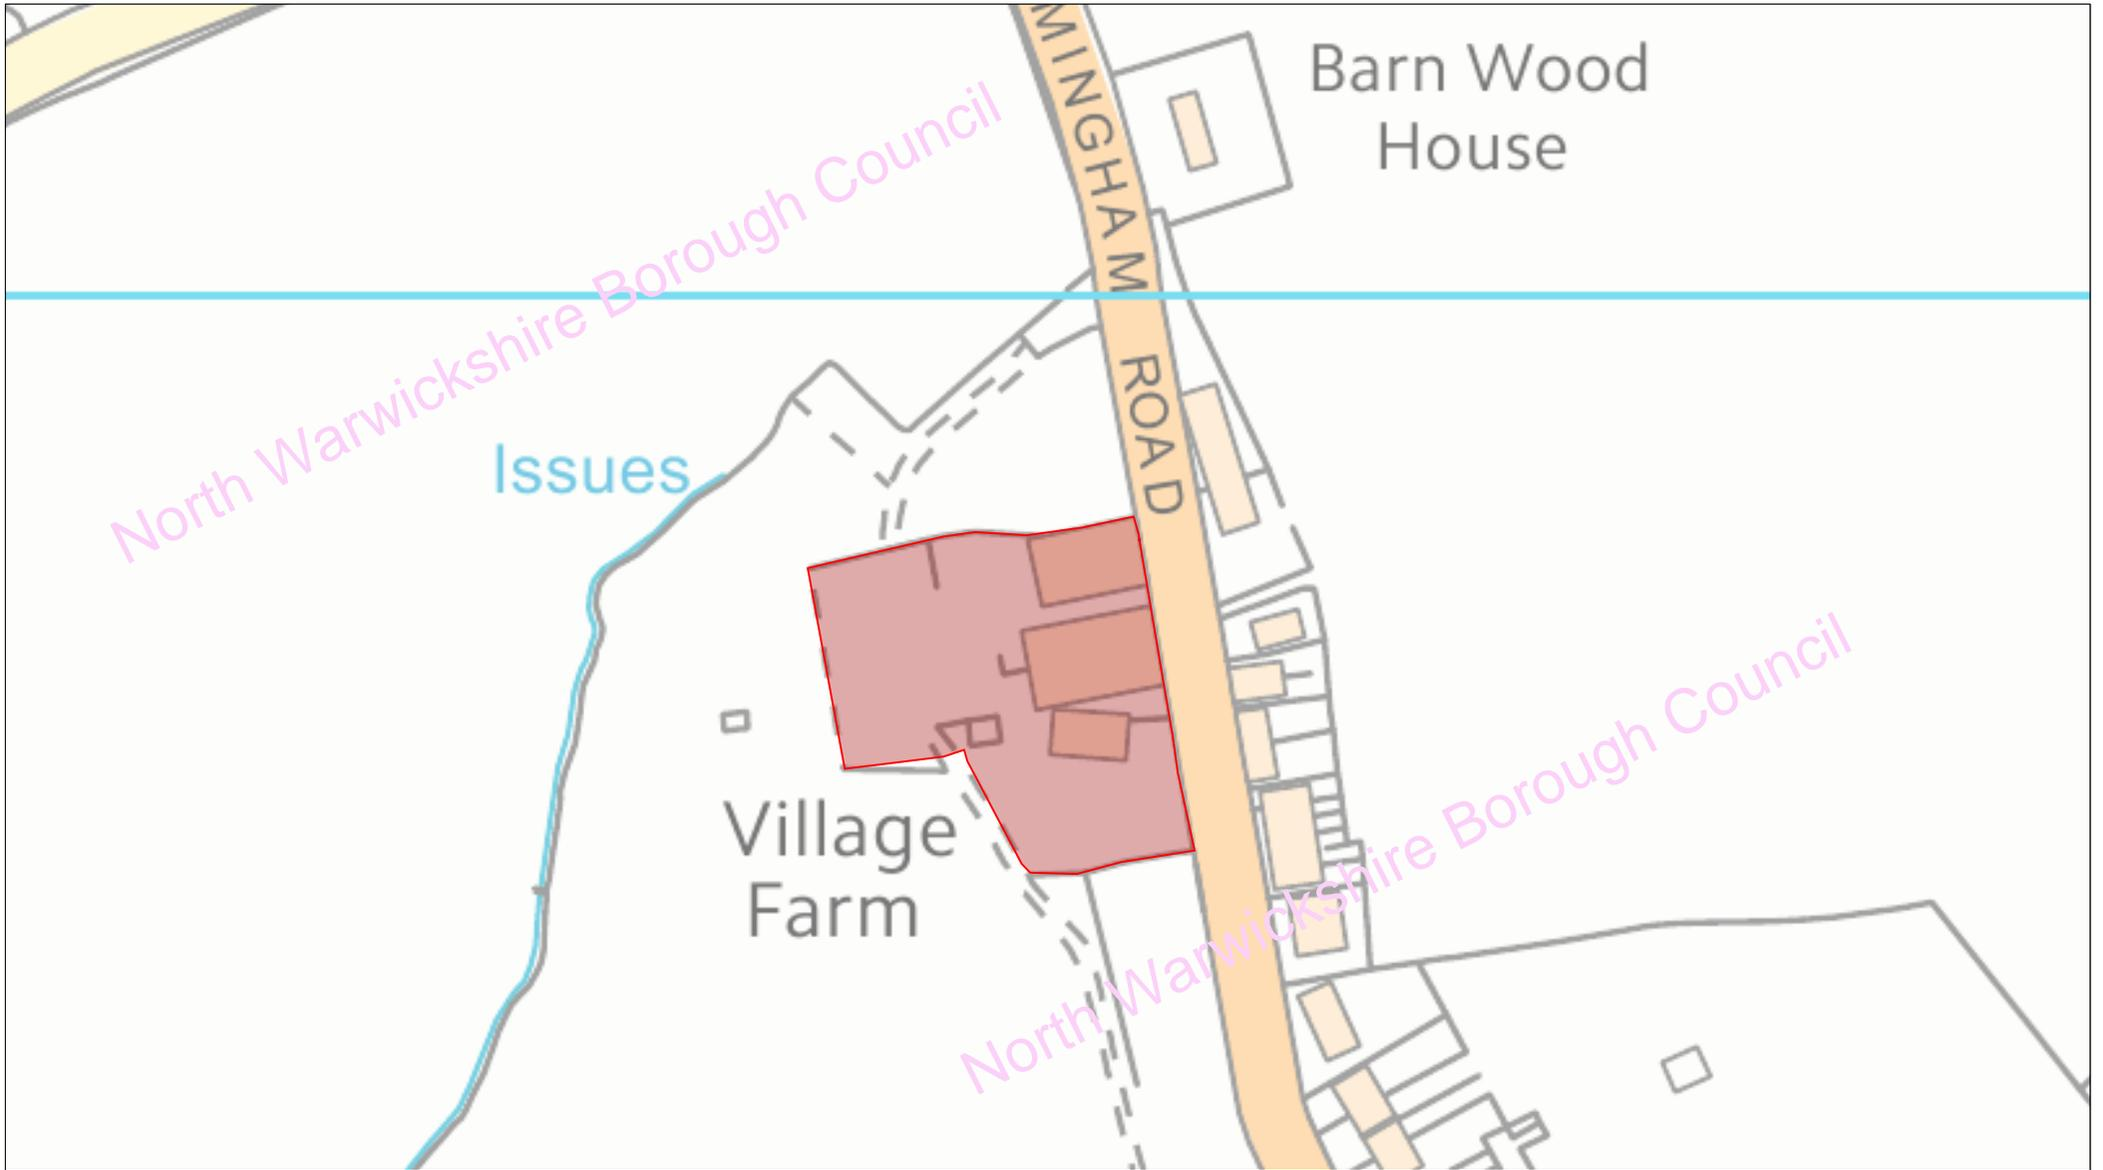 MINGHAM ROAD
Barn Wood
House
North Warwickshire Borough Council
Issues
Village
Farm
North Warwickshire Borough Council